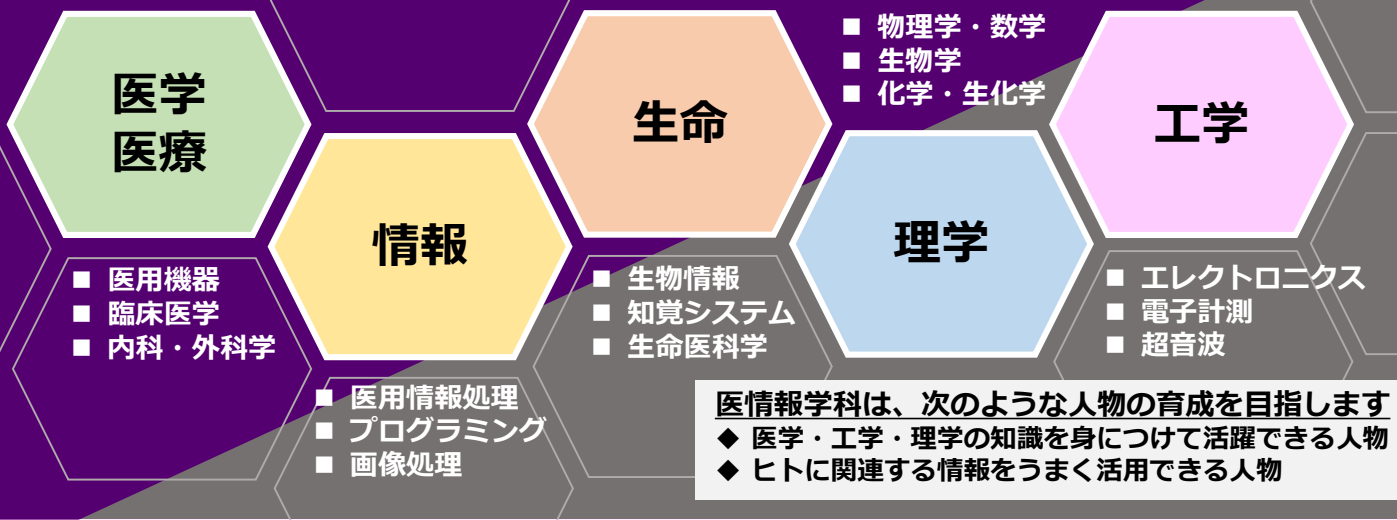 医学
医療
■ 医用機器
■ 臨床医学
■ 内科・外科学
情報
■ 医用情報処理
■ プログラミング
■ 画像処理
生命
■ 生物情報
■ 知覚システム
■ 生命医科学
■ 物理学・数学
■ 生物学
■ 化学・生化学
理学
工学
■ エレクトロニクス
■ 電子計測
■ 超音波
医情報学科は、次のような人物の育成を目指します
◆ 医学・工学・理学の知識を身につけて活躍できる人物
◆ ヒトに関連する情報をうまく活用できる人物